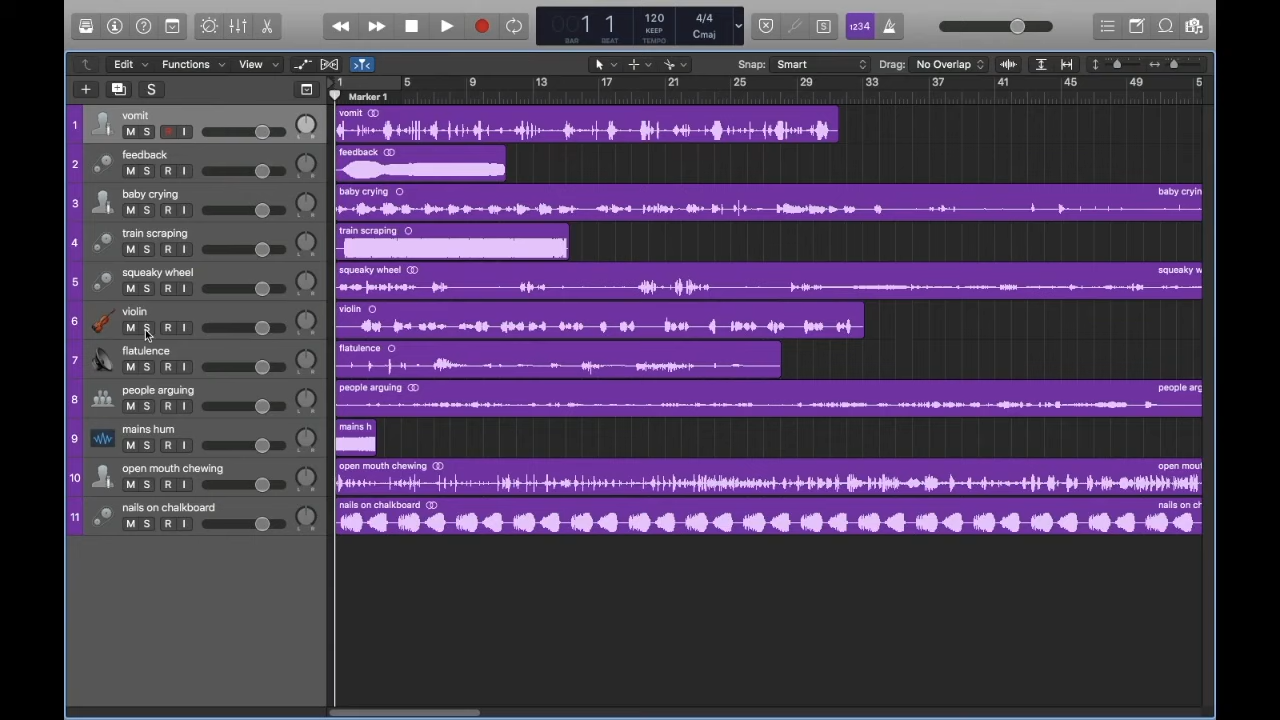 1 1
BAR BEAT
120
KEEP
TEMPO
4/4
Cmaj
S
1234
Edit
Functions
View
Snap: Smart
Drag: No Overlap
S
1 5 9 13 17 21 25 29 33 37 41 45 49 5
Marker 1
1 vomit
M S R I
vomit
2 feedback
M S R I
feedback
3 baby crying
M S R I
baby crying
baby cryin
4 train scraping
M S R I
train scraping
5 squeaky wheel
M S R I
squeaky wheel
squeaky w
6 violin
M S R I
violin
7 flatulence
M S R I
flatulence
8 people arguing
M S R I
people arguing
people arg
9 mains hum
M S R I
mains h
10 open mouth chewing
M S R I
open mouth chewing
open mout
11 nails on chalkboard
M S R I
nails on chalkboard
nails on ch